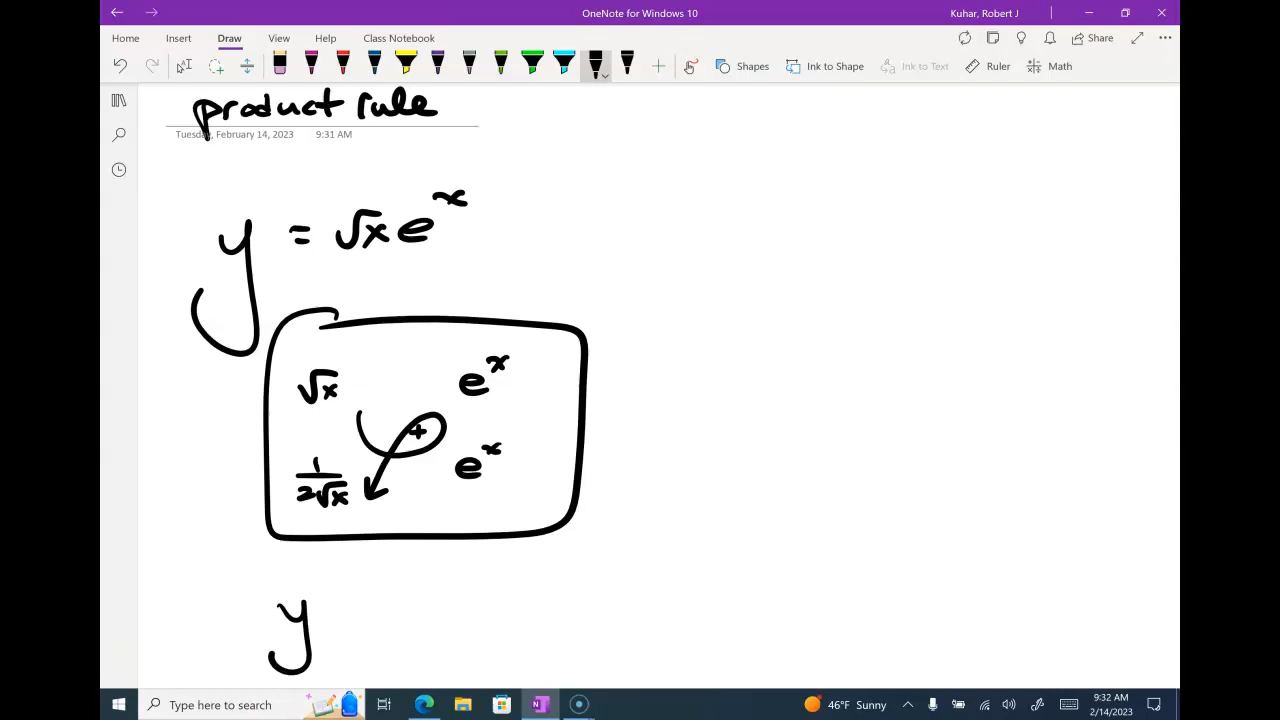 OneNote for Windows 10
Kuhar, Robert J
Home Insert Draw View Help Class Notebook
Share
Shapes Ink to Shape Ink to Text Ruler Math
product rule
Tuesday, February 14, 2023 9:31 AM
y = √x e^x
√x e^x
+
1/(2√x) e^x
y
Type here to search
46°F Sunny
9:32 AM
2/14/2023